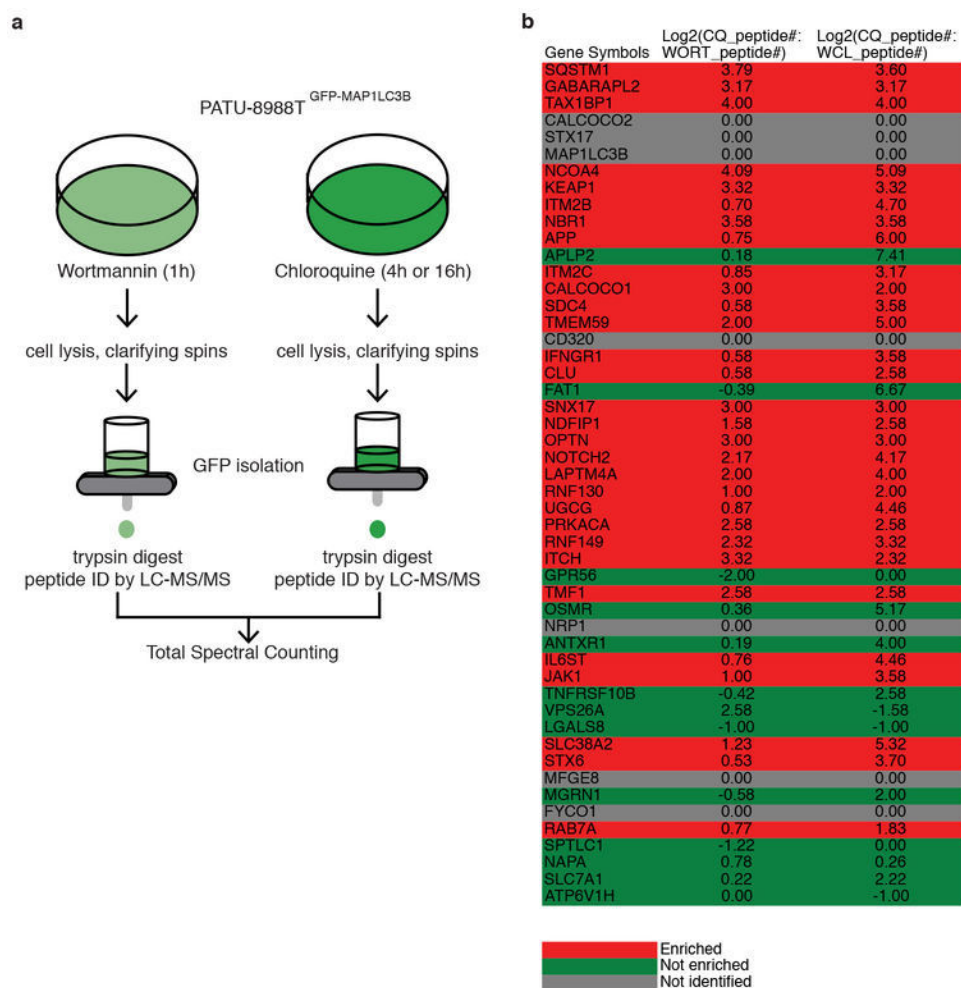 a
PATU-8988T GFP-MAP1LC3B
Wortmannin (1h)
Chloroquine (4h or 16h)
cell lysis, clarifying spins
cell lysis, clarifying spins
GFP isolation
trypsin digest
peptide ID by LC-MS/MS
trypsin digest
peptide ID by LC-MS/MS
Total Spectral Counting
b
Gene Symbols Log2(CQ_peptide#: WORT_peptide#) Log2(CQ_peptide#: WCL_peptide#)
SQSTM1 3.79 3.60
GABARAPL2 3.17 3.17
TAX1BP1 4.00 4.00
CALCOCO2 0.00 0.00
STX17 0.00 0.00
MAP1LC3B 0.00 0.00
NCOA4 4.09 5.09
KEAP1 3.32 3.32
ITM2B 0.70 4.70
NBR1 3.58 3.58
APP 0.75 6.00
APLP2 0.18 7.41
ITM2C 0.85 3.17
CALCOCO1 3.00 2.00
SDC4 0.58 3.58
TMEM59 2.00 5.00
CD320 0.00 0.00
IFNGR1 0.58 3.58
CLU 0.58 2.58
FAT1 -0.39 6.67
SNX17 3.00 3.00
NDFIP1 1.58 2.58
OPTN 3.00 3.00
NOTCH2 2.17 4.17
LAPTM4A 2.00 4.00
RNF130 1.00 2.00
UGCG 0.87 4.46
PRKACA 2.58 2.58
RNF149 2.32 3.32
ITCH 3.32 2.32
GPR56 -2.00 0.00
TMF1 2.58 2.58
OSMR 0.36 5.17
NRP1 0.00 0.00
ANTXR1 0.19 4.00
IL6ST 0.76 4.46
JAK1 1.00 3.58
TNFRSF10B -0.42 2.58
VPS26A 2.58 -1.58
LGALS8 -1.00 -1.00
SLC38A2 1.23 5.32
STX6 0.53 3.70
MFGE8 0.00 0.00
MGRN1 -0.58 2.00
FYCO1 0.00 0.00
RAB7A 0.77 1.83
SPTLC1 -1.22 0.00
NAPA 0.78 0.26
SLC7A1 0.22 2.22
ATP6V1H 0.00 -1.00
Enriched
Not enriched
Not identified